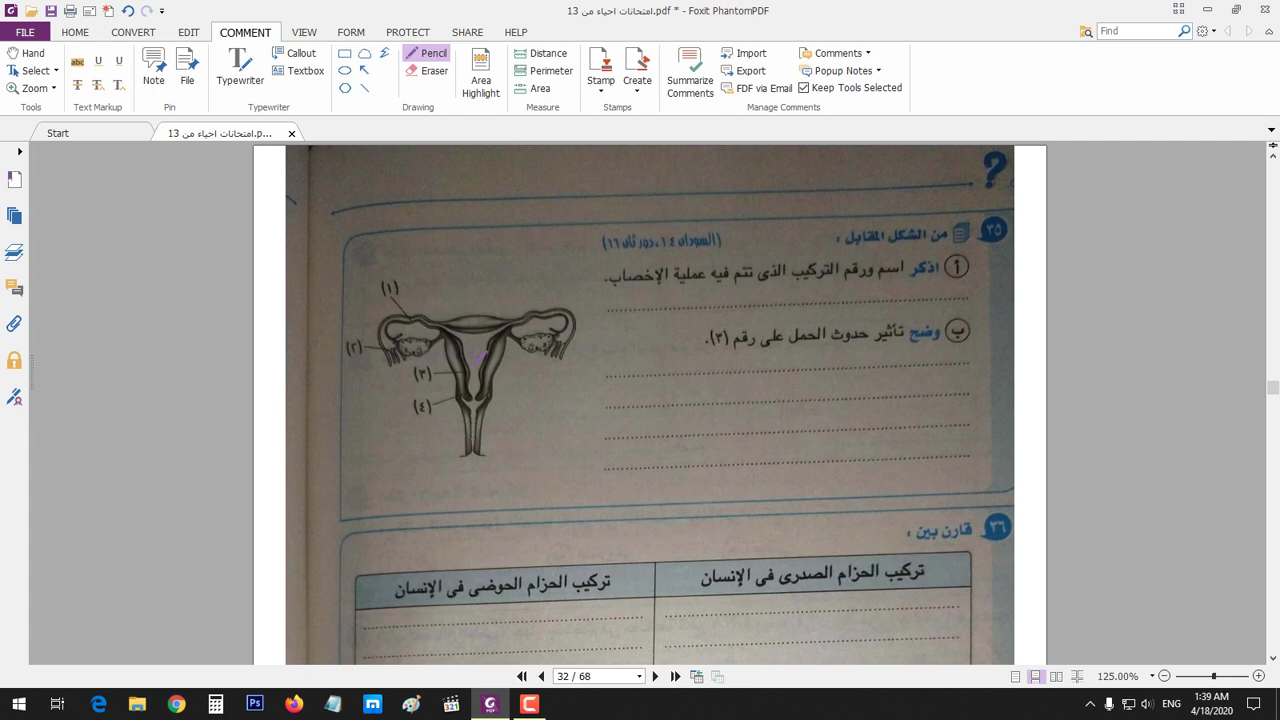 امتحانات احياء من 13.pdf * - Foxit PhantomPDF
FILE
HOME
CONVERT
EDIT
COMMENT
VIEW
FORM
PROTECT
SHARE
HELP
Find
Hand
Select
Zoom
Tools
Text Markup
Note
File
Pin
Typewriter
Callout
Textbox
Typewriter
Pencil
Eraser
Drawing
Area Highlight
Distance
Perimeter
Area
Measure
Stamp
Create
Stamps
Summarize Comments
Import
Export
FDF via Email
Comments
Popup Notes
Keep Tools Selected
Manage Comments
Start
امتحانات احياء من 13.p...
؟
٣٥ من الشكل المقابل :
(السودان ١٤ ، دور ثان ١٦)
أ اذكر اسم ورقم التركيب الذى تتم فيه عملية الإخصاب.
ب وضح تأثير حدوث الحمل على رقم (٣).
(١)
(٢)
(٣)
(٤)
٣٦ قارن بين :
تركيب الحزام الصدرى فى الإنسان
تركيب الحزام الحوضى فى الإنسان
32 / 68
125.00%
ENG
1:39 AM
4/18/2020